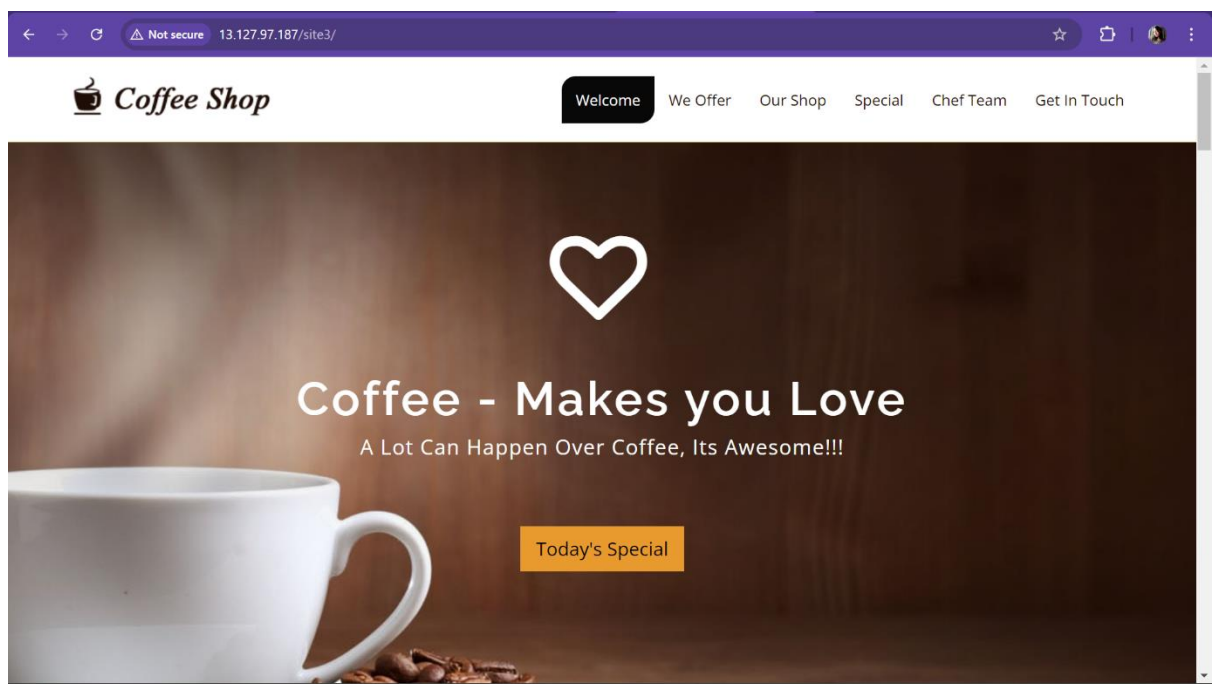 Not secure 13.127.97.187/site3/
Coffee Shop
Welcome We Offer Our Shop Special Chef Team Get In Touch
Coffee - Makes you Love
A Lot Can Happen Over Coffee, Its Awesome!!!
Today's Special